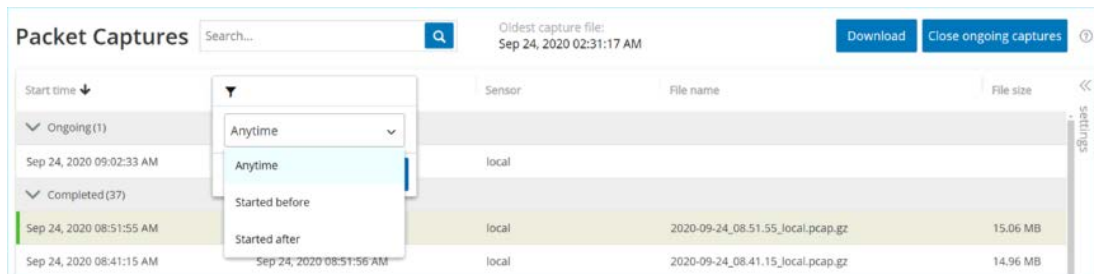 Packet Captures
Search...
Oldest capture file:
Sep 24, 2020 02:31:17 AM
Download
Close ongoing captures
Start time
Sensor
File name
File size
settings
Anytime
Anytime
Started before
Started after
Ongoing (1)
Sep 24, 2020 09:02:33 AM local
Completed (37)
Sep 24, 2020 08:51:55 AM local 2020-09-24_08.51.55_local.pcap.gz 15.06 MB
Sep 24, 2020 08:41:15 AM Sep 24, 2020 08:51:56 AM local 2020-09-24_08.41.15_local.pcap.gz 14.96 MB